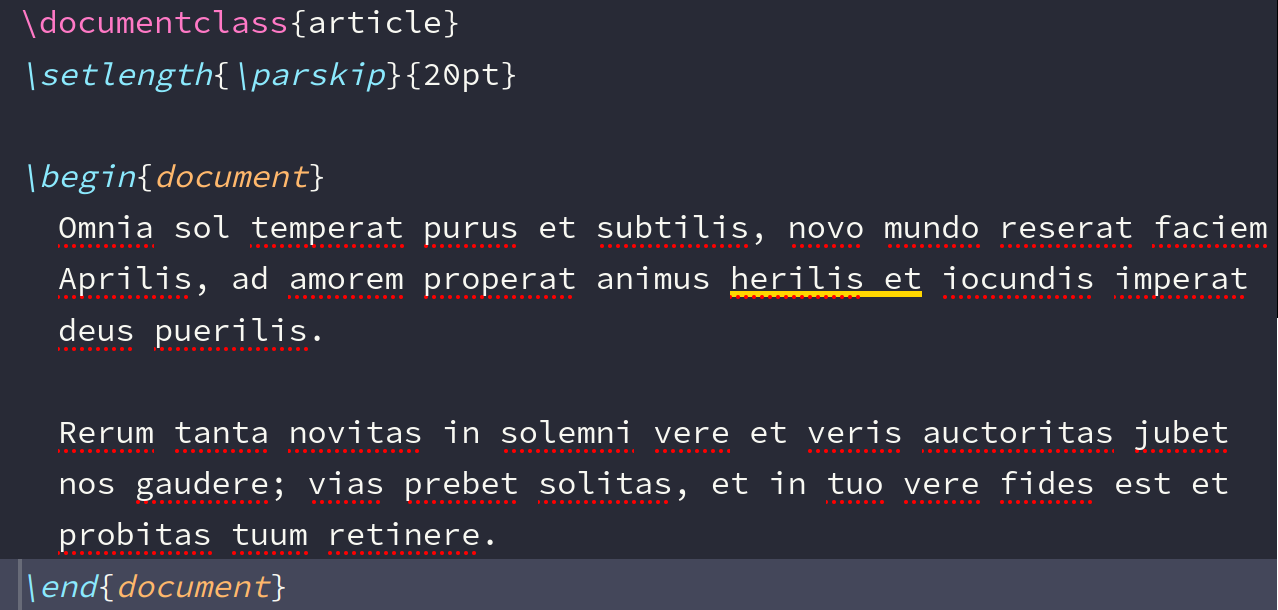 \documentclass{article}
\setlength{\parskip}{20pt}
\begin{document}
Omnia sol temperat purus et subtilis, novo mundo reserat faciem
Aprilis, ad amorem properat animus herilis et iocundis imperat
deus puerilis.
Rerum tanta novitas in solemni vere et veris auctoritas jubet
nos gaudere; vias prebet solitas, et in tuo vere fides est et
probitas tuum retinere.
\end{document}